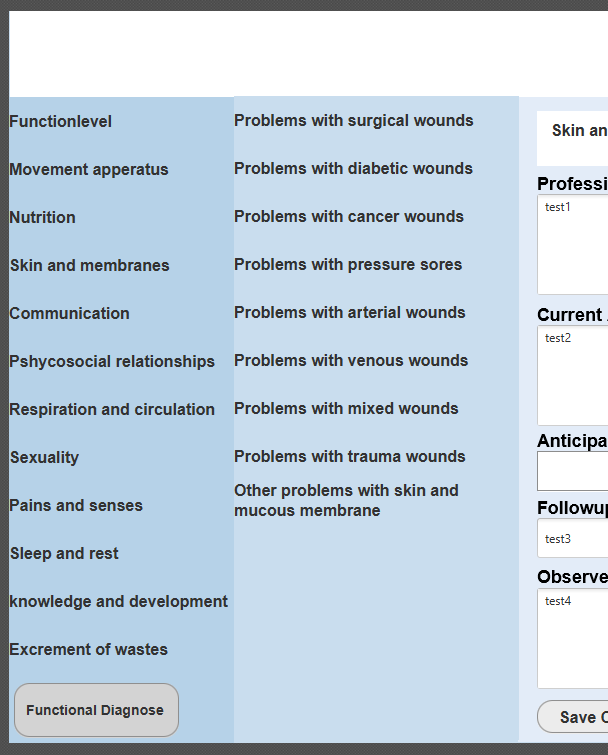 Functionlevel
Movement apperatus
Nutrition
Skin and membranes
Communication
Pshycosocial relationships
Respiration and circulation
Sexuality
Pains and senses
Sleep and rest
knowledge and development
Excrement of wastes
Functional Diagnose
Problems with surgical wounds
Problems with diabetic wounds
Problems with cancer wounds
Problems with pressure sores
Problems with arterial wounds
Problems with venous wounds
Problems with mixed wounds
Problems with trauma wounds
Other problems with skin and
mucous membrane
Skin an
Professi
test1
Current
test2
Anticipa
Followup
test3
Observe
test4
Save